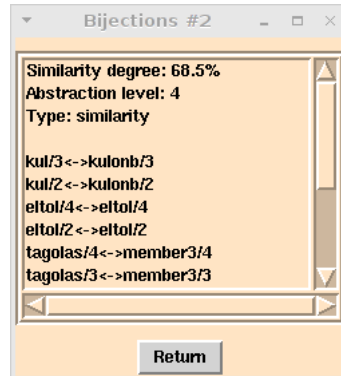 Bijections #2
Similarity degree: 68.5%
Abstraction level: 4
Type: similarity
kul/3<->kulonb/3
kul/2<->kulonb/2
eltol/4<->eltol/4
eltol/2<->eltol/2
tagolas/4<->member3/4
tagolas/3<->member3/3
Return